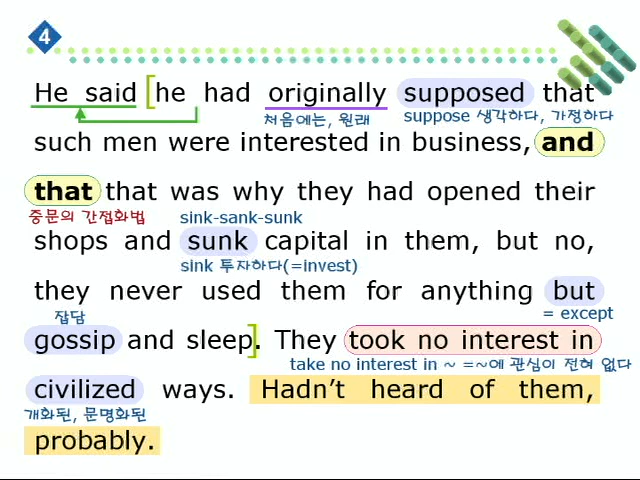 4
He said [he had originally supposed that
처음에는, 원래 suppose 생각하다, 가정하다
such men were interested in business, and
that that was why they had opened their
중문의 간접화법 sink-sank-sunk
shops and sunk capital in them, but no,
sink 투자하다(=invest)
they never used them for anything but
잡담 = except
gossip and sleep]. They took no interest in
take no interest in ~ =~에 관심이 전혀 없다
civilized ways. Hadn't heard of them,
개화된, 문명화된
probably.